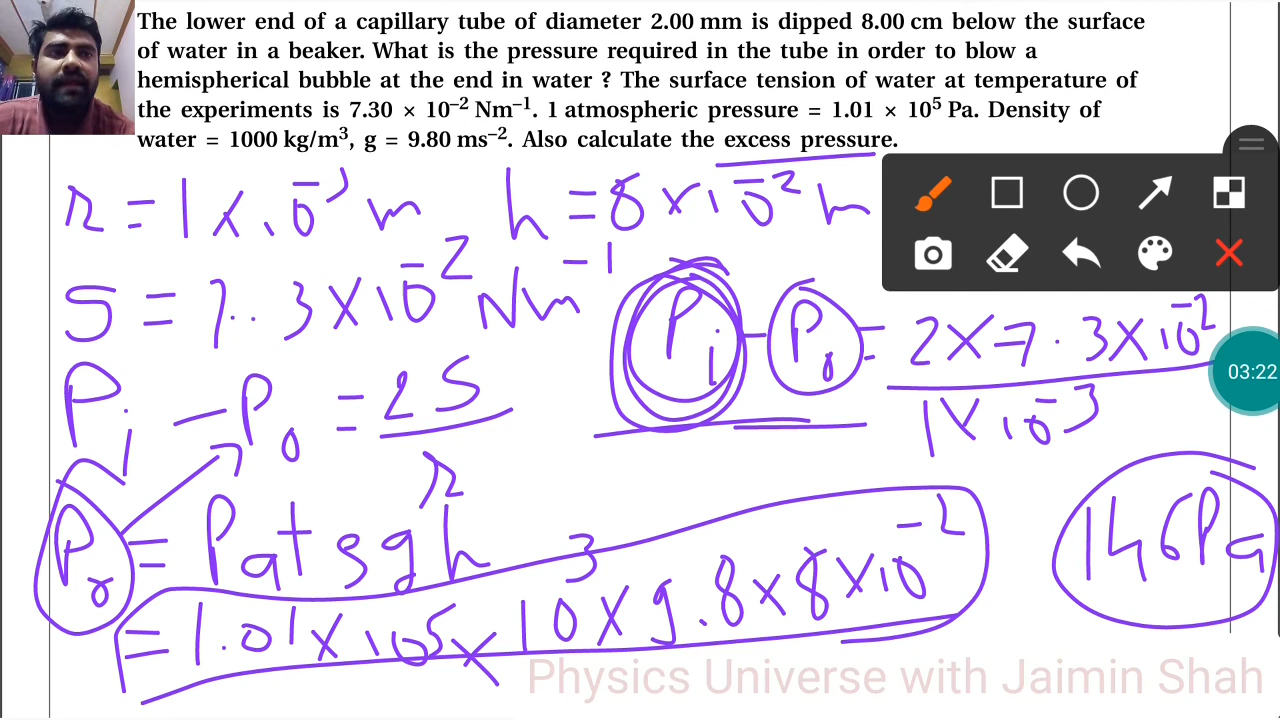 The lower end of a capillary tube of diameter 2.00 mm is dipped 8.00 cm below the surface
of water in a beaker. What is the pressure required in the tube in order to blow a
hemispherical bubble at the end in water ? The surface tension of water at temperature of
the experiments is 7.30 × 10⁻² Nm⁻¹. 1 atmospheric pressure = 1.01 × 10⁵ Pa. Density of
water = 1000 kg/m³, g = 9.80 ms⁻². Also calculate the excess pressure.
r = 1 × 10⁻³ m h = 8 × 10⁻² m
S = 7.3 × 10⁻² Nm⁻¹
Pi - Po = 2 × 7.3 × 10⁻² / 1 × 10⁻³
Pi - Po = 2S / r
146 Pa
Po = Pat ρgh
= 1.01 × 10⁵ × 10³ × 9.8 × 8 × 10⁻²
03:22
Physics Universe with Jaimin Shah